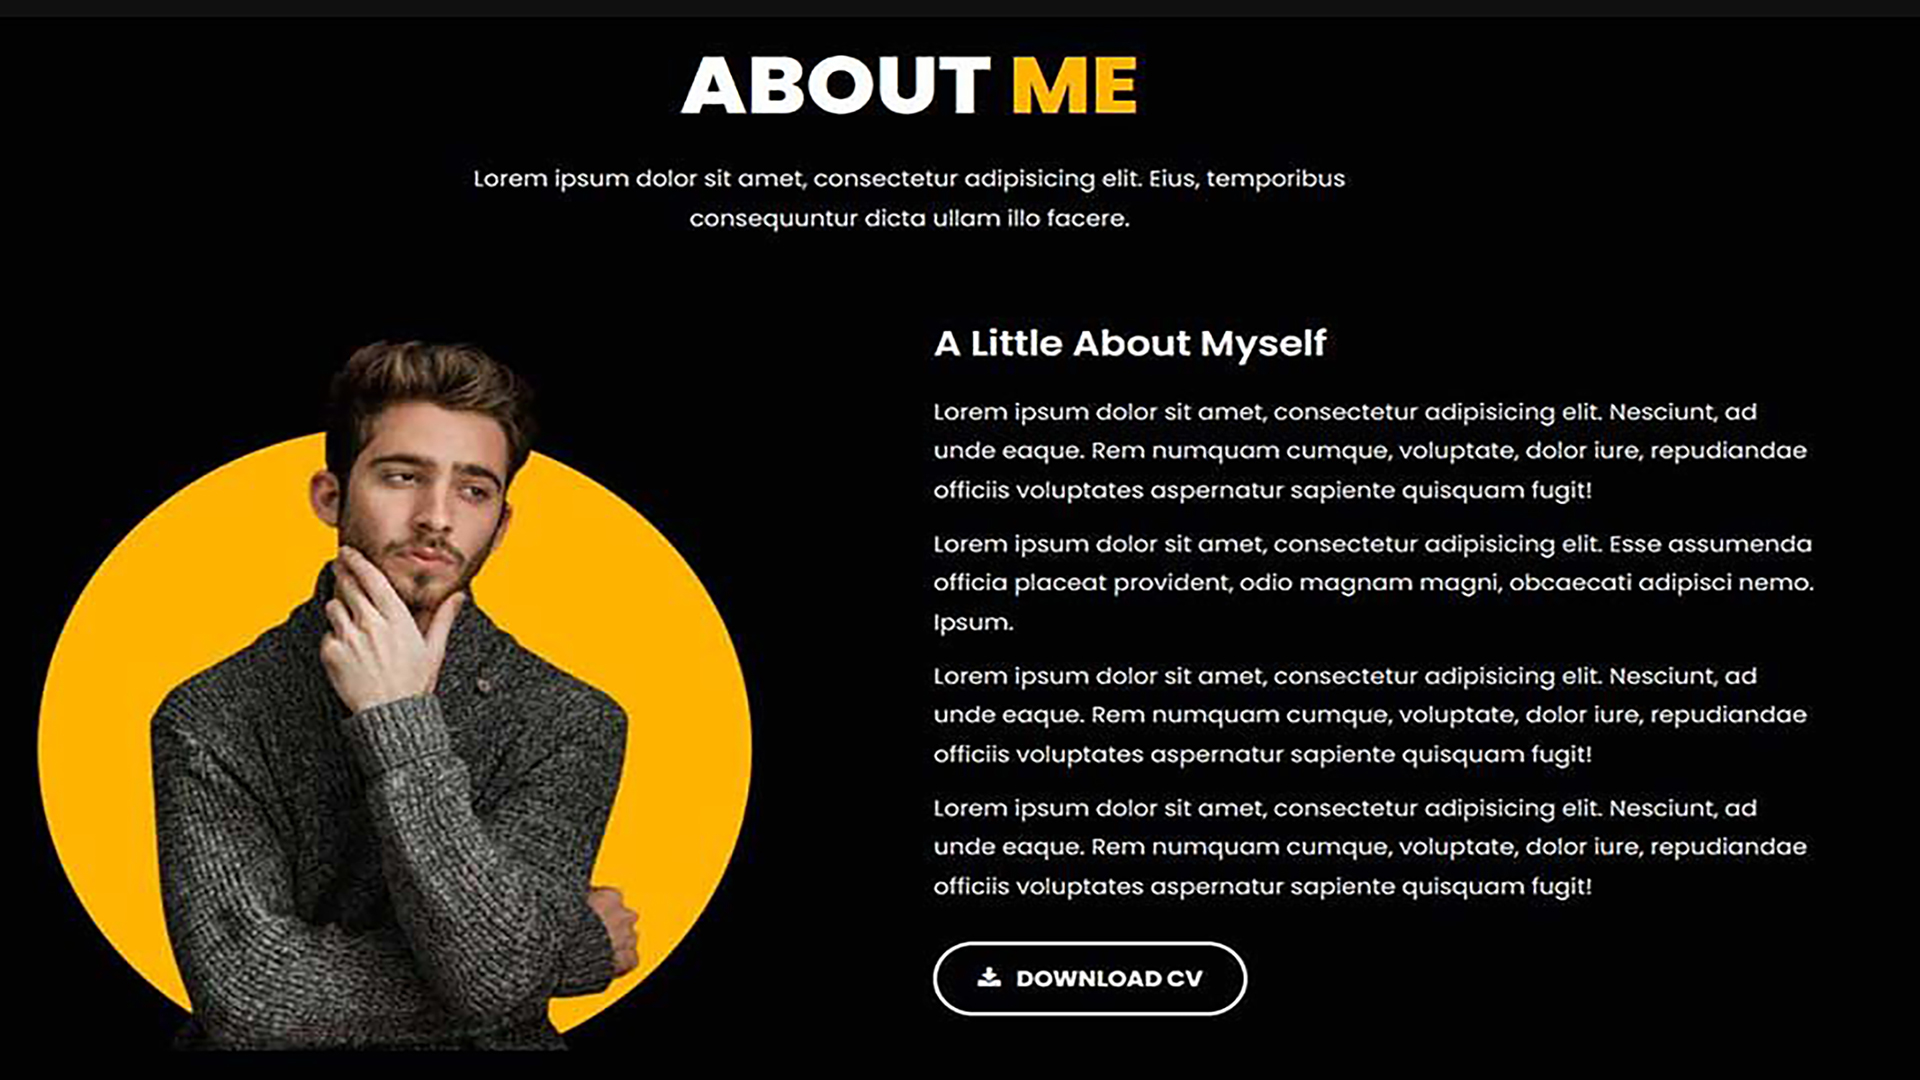 ABOUT ME
Lorem ipsum dolor sit amet, consectetur adipisicing elit. Eius, temporibus
consequuntur dicta ullam illo facere.
A Little About Myself
Lorem ipsum dolor sit amet, consectetur adipisicing elit. Nesciunt, ad
unde eaque. Rem numquam cumque, voluptate, dolor iure, repudiandae
officiis voluptates aspernatur sapiente quisquam fugit!
Lorem ipsum dolor sit amet, consectetur adipisicing elit. Esse assumenda
officia placeat provident, odio magnam magni, obcaecati adipisci nemo.
Ipsum.
Lorem ipsum dolor sit amet, consectetur adipisicing elit. Nesciunt, ad
unde eaque. Rem numquam cumque, voluptate, dolor iure, repudiandae
officiis voluptates aspernatur sapiente quisquam fugit!
Lorem ipsum dolor sit amet, consectetur adipisicing elit. Nesciunt, ad
unde eaque. Rem numquam cumque, voluptate, dolor iure, repudiandae
officiis voluptates aspernatur sapiente quisquam fugit!
DOWNLOAD CV